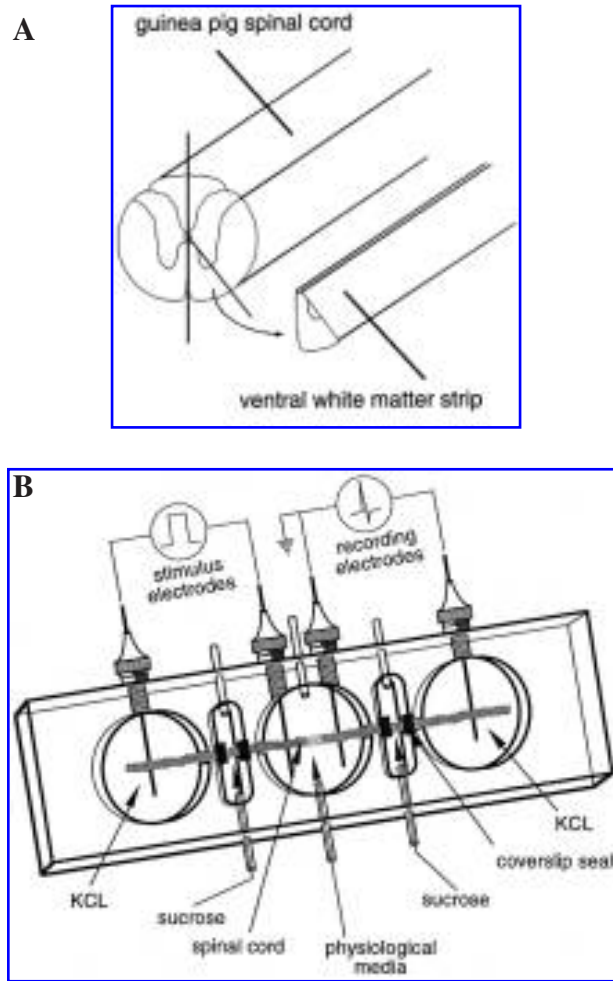 A
guinea pig spinal cord
ventral white matter strip
B
stimulus
electrodes
recording
electrodes
KCL
sucrose
spinal cord
physiological
media
sucrose
coverslip seal
KCL